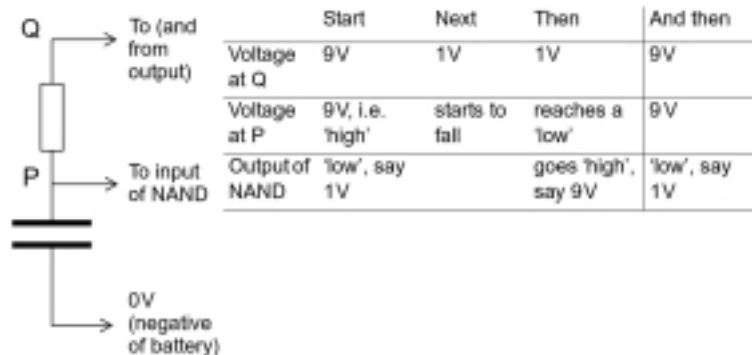 Q
To (and
from
output)
P
To input
of NAND
0V
(negative
of battery)
Start Next Then And then
Voltage 9V 1V 1V 9V
at Q
Voltage 9V, i.e. starts to reaches a 9V
at P 'high' fall 'low'
Output of 'low', say goes 'high', 'low', say
NAND 1V say 9V 1V